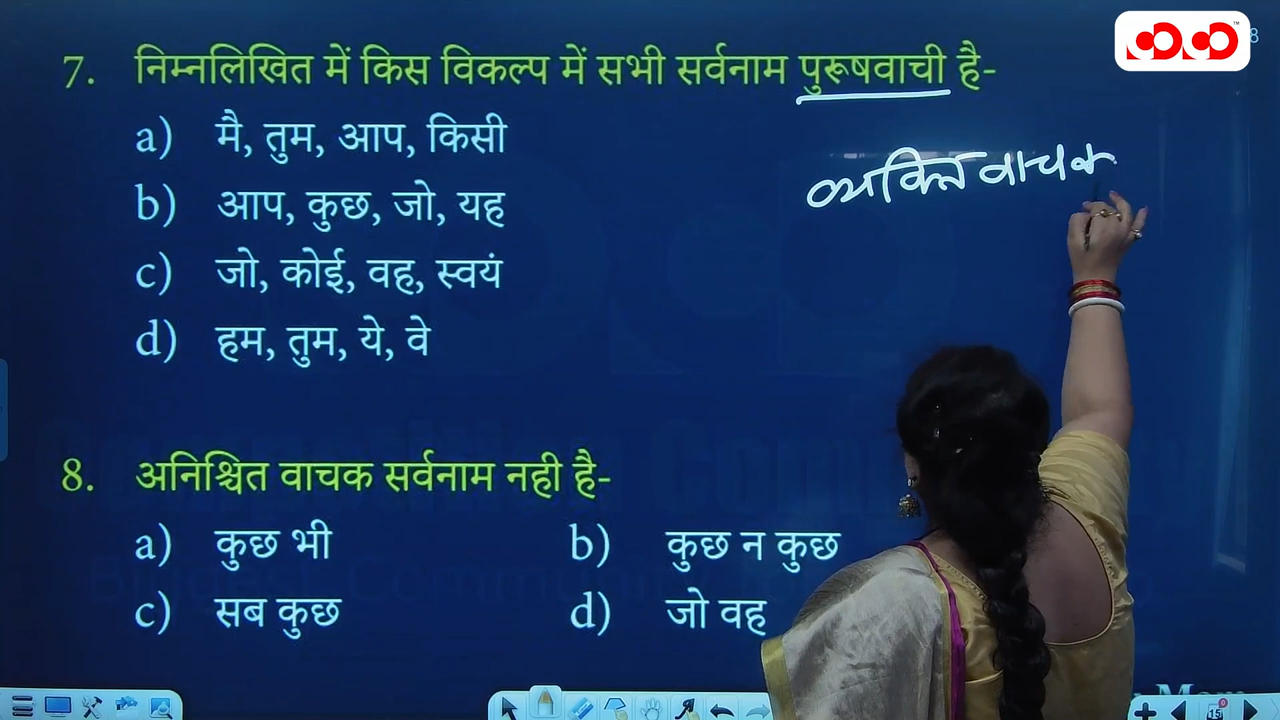 7. निम्नलिखित में किस विकल्प में सभी सर्वनाम पुरूषवाची है-
a) मै, तुम, आप, किसी
व्यक्ति वाचक
b) आप, कुछ, जो, यह
c) जो, कोई, वह, स्वयं
d) हम, तुम, ये, वे
8. अनिश्चित वाचक सर्वनाम नही है-
a) कुछ भी b) कुछ न कुछ
c) सब कुछ d) जो वह
15